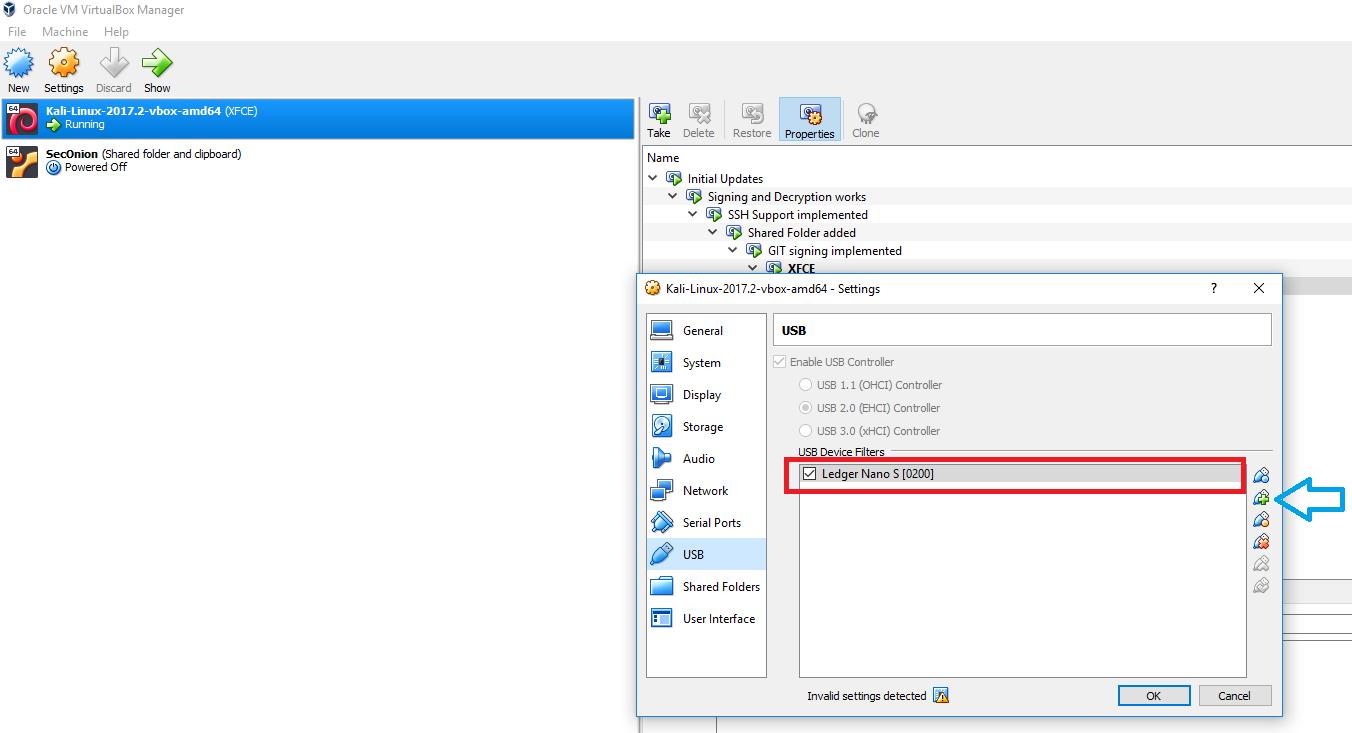 Oracle VM VirtualBox Manager
File Machine Help
New Settings Discard Show
64 Kali-Linux-2017.2-vbox-amd64 (XFCE)
Running
64 SecOnion (Shared folder and clipboard)
Powered Off
Take Delete Restore Properties Clone
Name
Initial Updates
Signing and Decryption works
SSH Support implemented
Shared Folder added
GIT signing implemented
XFCE
Kali-Linux-2017.2-vbox-amd64 - Settings ?
General
System
Display
Storage
Audio
Network
Serial Ports
USB
Shared Folders
User Interface
USB
Enable USB Controller
USB 1.1 (OHCI) Controller
USB 2.0 (EHCI) Controller
USB 3.0 (xHCI) Controller
USB Device Filters
Ledger Nano S [0200]
Invalid settings detected
OK Cancel